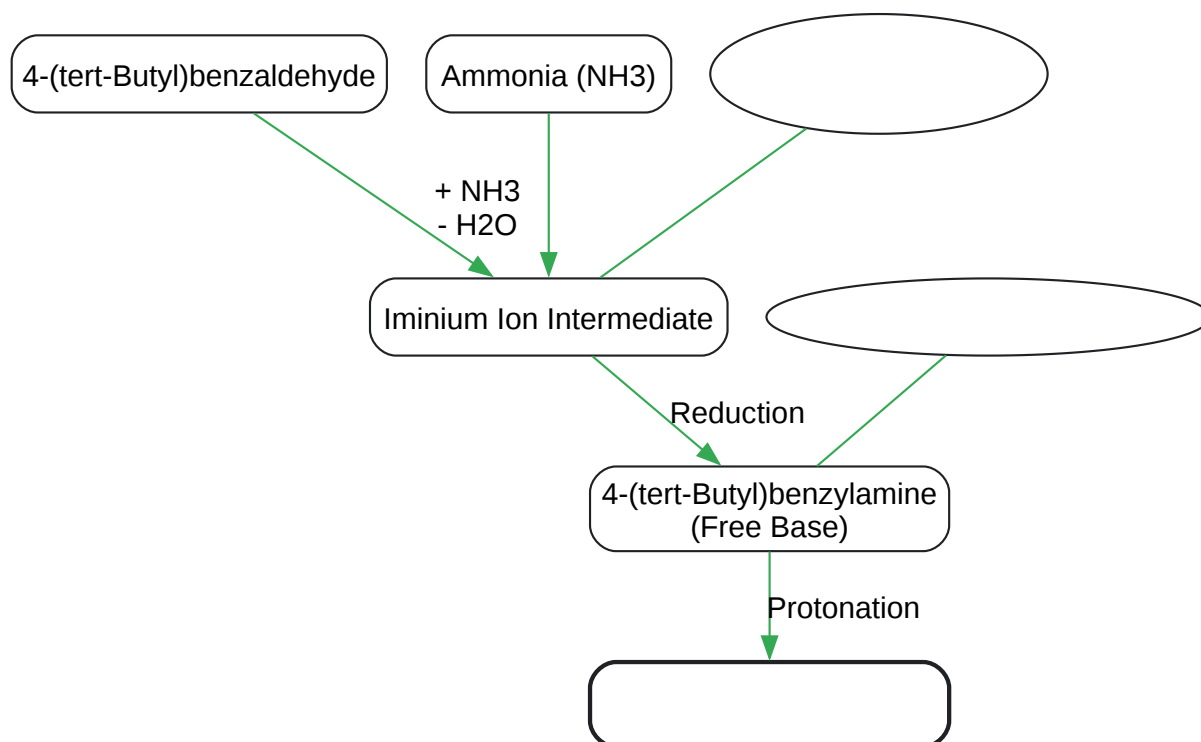 4-(tert-Butyl)benzaldehyde
Ammonia (NH3)
+ NH3
- H2O
Iminium Ion Intermediate
Reduction
4-(tert-Butyl)benzylamine
(Free Base)
Protonation